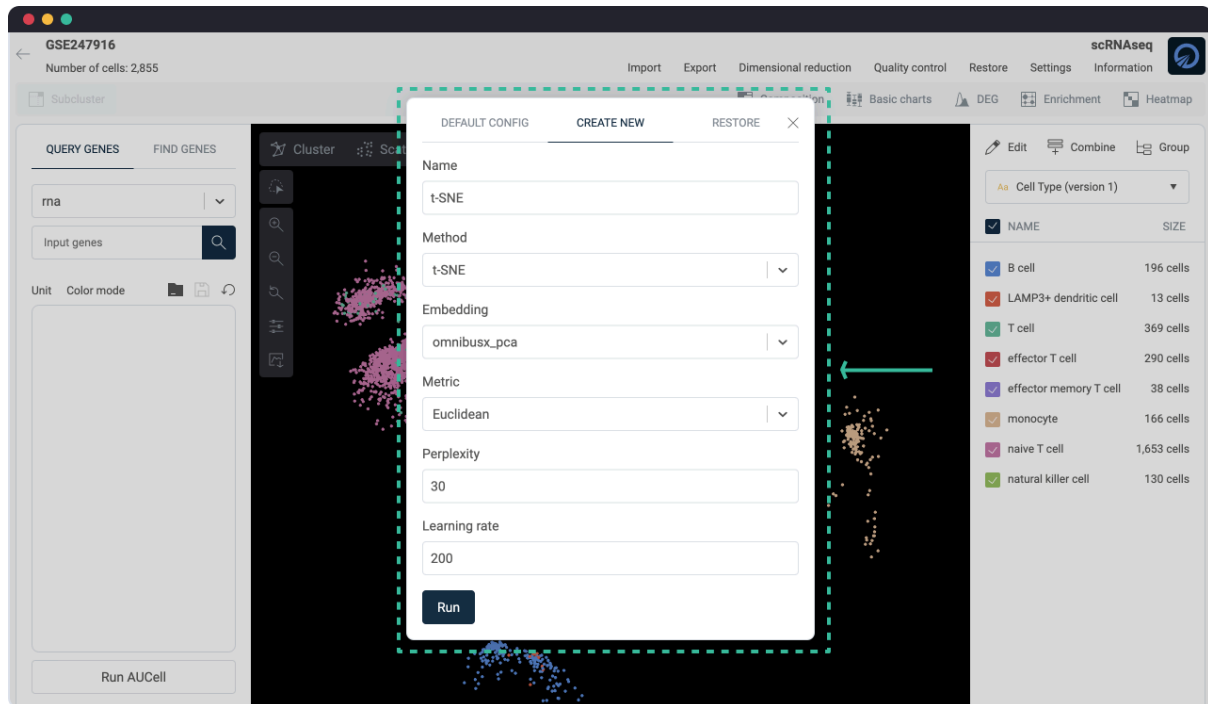 GSE247916
scRNAseq
Number of cells: 2,855
Import Export Dimensional reduction Quality control Restore Settings Information
Subcluster
Composition Basic charts DEG Enrichment Heatmap
QUERY GENES FIND GENES
rna
Input genes
Unit Color mode
Run AUCell
Cluster
DEFAULT CONFIG CREATE NEW RESTORE
Name
t-SNE
Method
t-SNE
Embedding
omnibusx_pca
Metric
Euclidean
Perplexity
30
Learning rate
200
Run
Edit Combine Group
Aa Cell Type (version 1)
NAME SIZE
B cell 196 cells
LAMP3+ dendritic cell 13 cells
T cell 369 cells
effector T cell 290 cells
effector memory T cell 38 cells
monocyte 166 cells
naive T cell 1,653 cells
natural killer cell 130 cells